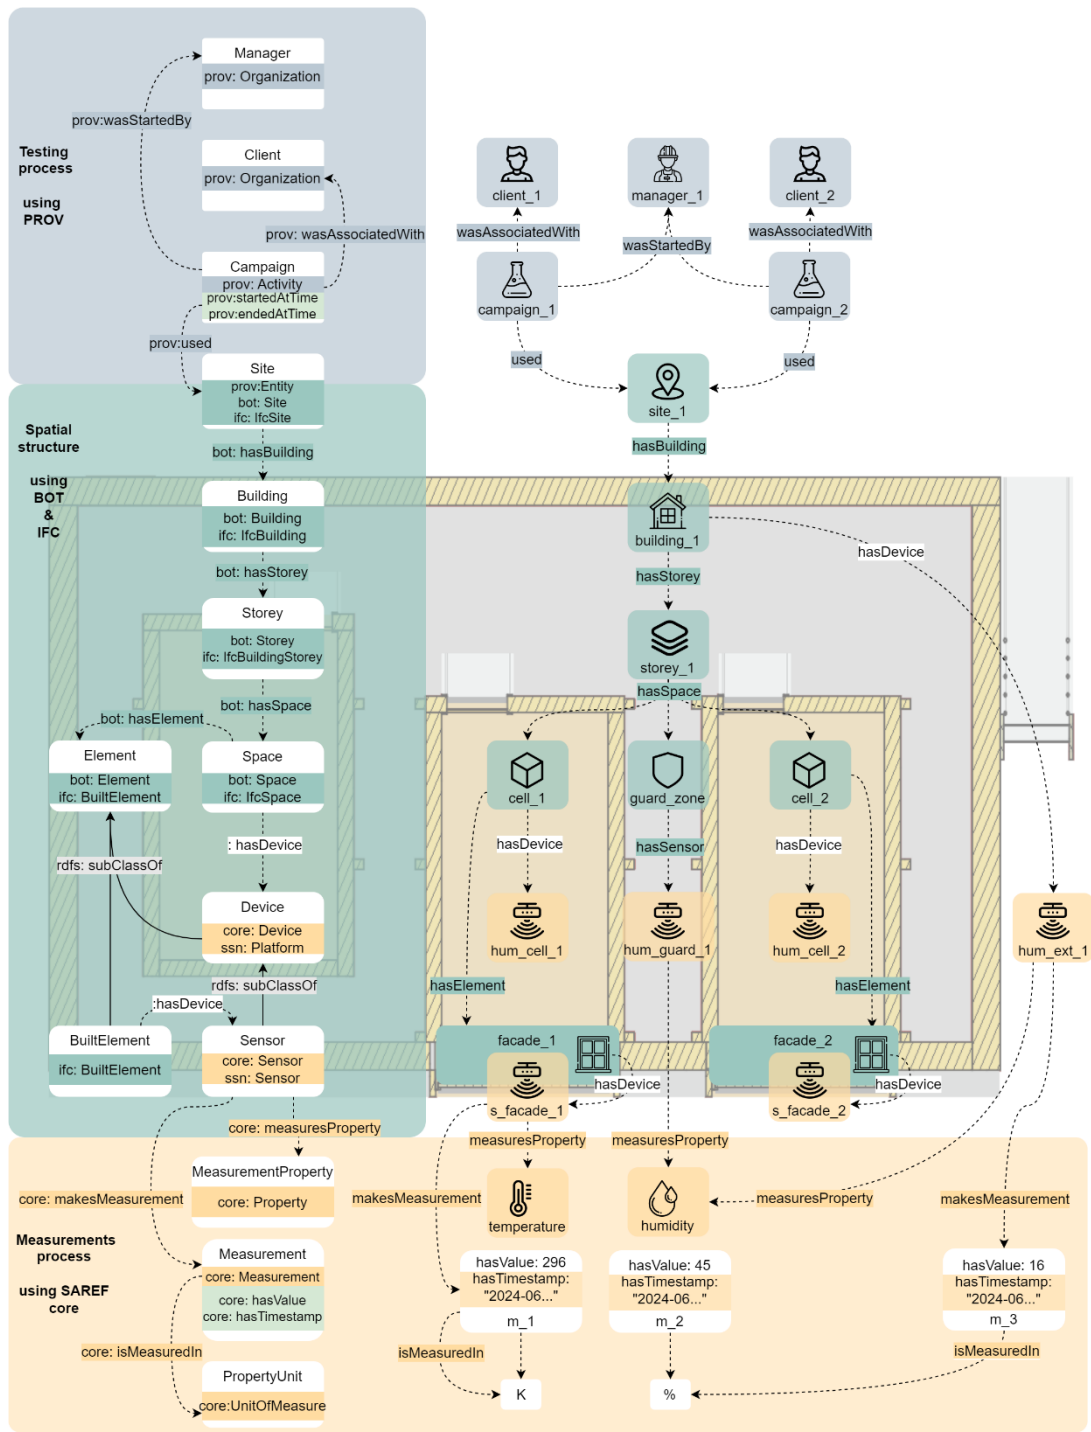 Manager
prov: Organization
prov:wasStartedBy
Testing
process
using
PROV
Client
prov: Organization
prov: wasAssociatedWith
Campaign
prov: Activity
prov:startedAtTime
prov:endedAtTime
prov:used
Site
prov:Entity
bot: Site
ifc: IfcSite
Spatial
structure
using
BOT
&
IFC
bot: hasBuilding
Building
bot: Building
ifc: IfcBuilding
bot: hasStorey
Storey
bot: Storey
ifc: IfcBuildingStorey
bot: hasSpace
bot: hasElement
Element
bot: Element
ifc: BuiltElement
Space
bot: Space
ifc: IfcSpace
: hasDevice
rdfs: subClassOf
Device
core: Device
ssn: Platform
rdfs: subClassOf
:hasDevice
BuiltElement
ifc: BuiltElement
Sensor
core: Sensor
ssn: Sensor
core: measuresProperty
MeasurementProperty
core: Property
core: makesMeasurement
Measurements
process
using SAREF
core
Measurement
core: Measurement
core: hasValue
core: hasTimestamp
core: isMeasuredIn
PropertyUnit
core:UnitOfMeasure
client_1
manager_1
client_2
wasAssociatedWith
wasStartedBy
wasAssociatedWith
campaign_1
campaign_2
used
used
site_1
hasBuilding
building_1
hasDevice
hasStorey
storey_1
hasSpace
cell_1
guard_zone
cell_2
hasDevice
hasSensor
hasDevice
hum_cell_1
hum_guard_1
hum_cell_2
hum_ext_1
hasElement
hasElement
facade_1
facade_2
hasDevice
hasDevice
s_facade_1
s_facade_2
measuresProperty
measuresProperty
makesMeasurement
measuresProperty
makesMeasurement
temperature
humidity
hasValue: 296
hasTimestamp:
"2024-06..."
m_1
hasValue: 45
hasTimestamp:
"2024-06..."
m_2
hasValue: 16
hasTimestamp:
"2024-06..."
m_3
isMeasuredIn
isMeasuredIn
K
%